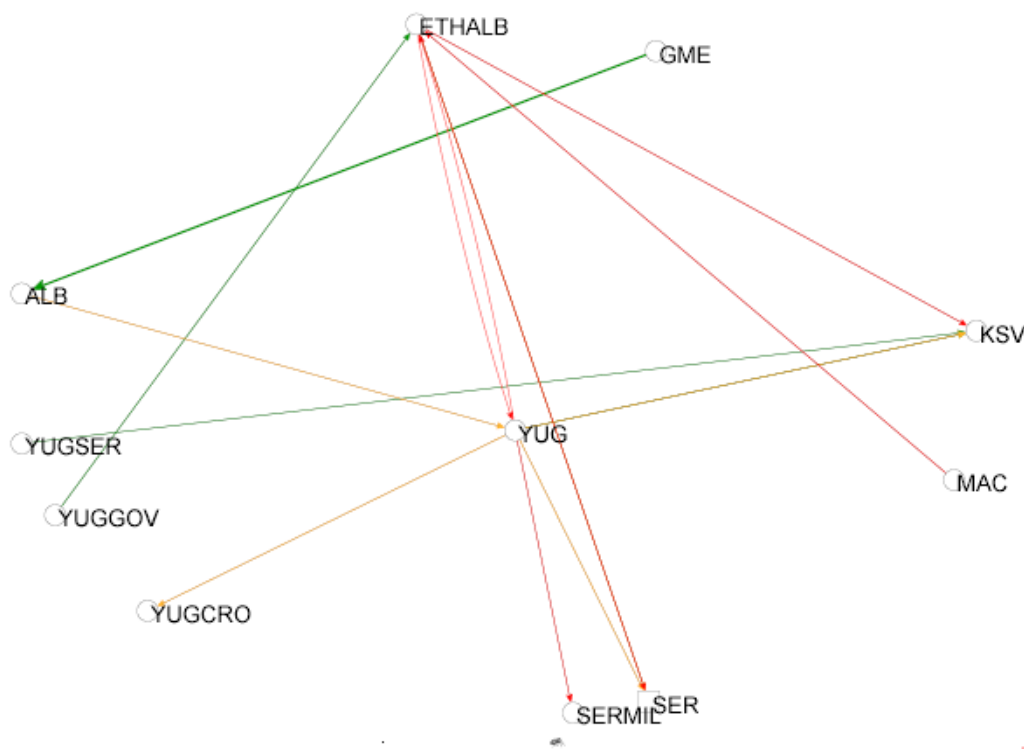 ETHALB
GME
ALB
KSV
YUG
YUGSER
MAC
YUGGOV
YUGCRO
SER
SERMIL